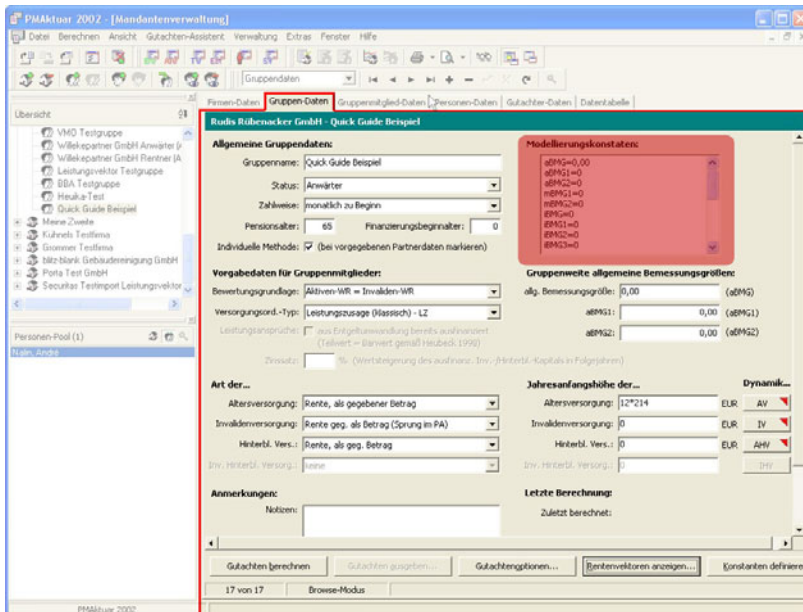 PMAktuar 2002 - [Mandantenverwaltung]
Datei Berechnen Ansicht Gutachten-Assistent Verwaltung Extras Fenster Hilfe
Gruppendaten
Firmen-Daten Gruppen-Daten Gruppenmitglied-Daten Personen-Daten Gutachter-Daten Datentabelle
Übersicht
VMO Testgruppe
Willekepartner GmbH Anwärter (A
Willekepartner GmbH Rentner (A
Leistungsvektor Testgruppe
BBA Testgruppe
Heuka-Test
Quick Guide Beispiel
Meine Zweite
Kuhnels Testfirma
Grommer Testfirma
blitz-blank Gebäudereinigung GmbH
Porta Test GmbH
Securitas Testimport Leistungsvektor
Personen-Pool (1)
Nalin, André
Rudis Rübenacker GmbH - Quick Guide Beispiel
Allgemeine Gruppendaten:
Gruppenname: Quick Guide Beispiel
Status: Anwärter
Zahlweise: monatlich zu Beginn
Pensionsalter: 65 Finanzierungsbeginnalter: 0
Individuelle Methode: (bei vorgegebenen Partnerdaten markieren)
Modellierungskonstaten:
aBMG=0,00
aBMG1=0
aBMG2=0
mBMG1=0
mBMG2=0
iBMG=0
iBMG1=0
iBMG2=0
iBMG3=0
Vorgabedaten für Gruppenmitglieder:
Bewertungsgrundlage: Aktiven-WR = Invaliden-WR
Versorgungsord.-Typ: Leistungszusage (klassisch) - LZ
Leistungsansprüche: aus Entgeltumwandlung bereits ausfinanziert
(Teilwert = Barwert gemäß Heubeck 1998)
Zinssatz: % (Wertsteigerung des ausfinanz. Inv.-/Hinterbl.-Kapitals in Folgejahren)
Gruppenweite allgemeine Bemessungsgrößen:
allg. Bemessungsgröße: 0,00 (aBMG)
aBMG1: 0,00 (aBMG1)
aBMG2: 0,00 (aBMG2)
Art der...
Altersversorgung: Rente, als gegebener Betrag
Invalidenversorgung: Rente geg. als Betrag (Sprung im PA)
Hinterbl. Vers.: Rente, als geg. Betrag
Inv. Hinterbl. Versorg.: keine
Jahresanfangshöhe der... Dynamik...
Altersversorgung: 12*214 EUR AV
Invalidenversorgung: 0 EUR IV
Hinterbl. Vers.: 0 EUR AHV
Inv. Hinterbl. Versorg.: 0 IHV
Anmerkungen:
Notizen:
Letzte Berechnung:
Zuletzt berechnet:
Gutachten berechnen Gutachten ausgeben... Gutachtenoptionen... Rentenvektoren anzeigen... Konstanten definiere
17 von 17 Browse-Modus
PMAktuar 2002